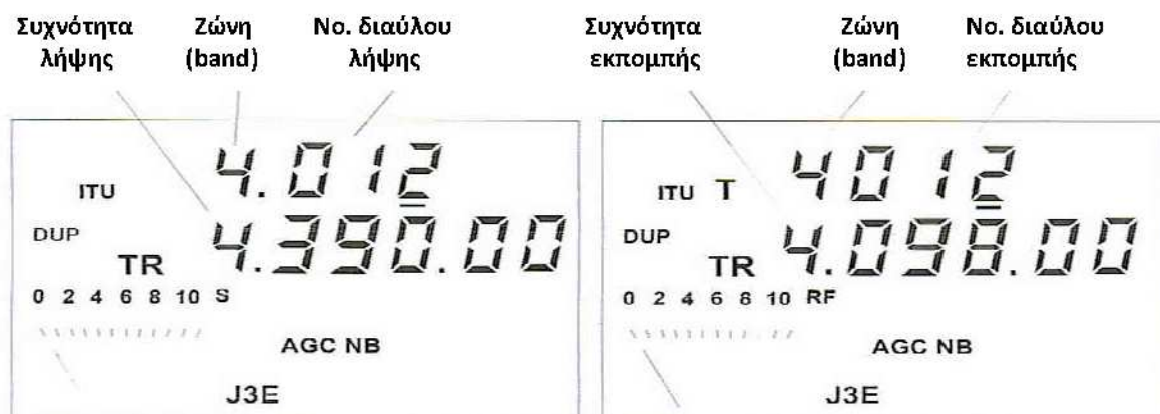 Συχνότητα λήψης
Ζώνη (band)
Νο. διαύλου λήψης
ITU
4.012
DUP
TR
4.390.00
0 2 4 6 8 10 S
AGC NB
J3E
Συχνότητα εκπομπής
Ζώνη (band)
Νο. διαύλου εκπομπής
ITU T
4012
DUP
TR
4.098.00
0 2 4 6 8 10 RF
AGC NB
J3E